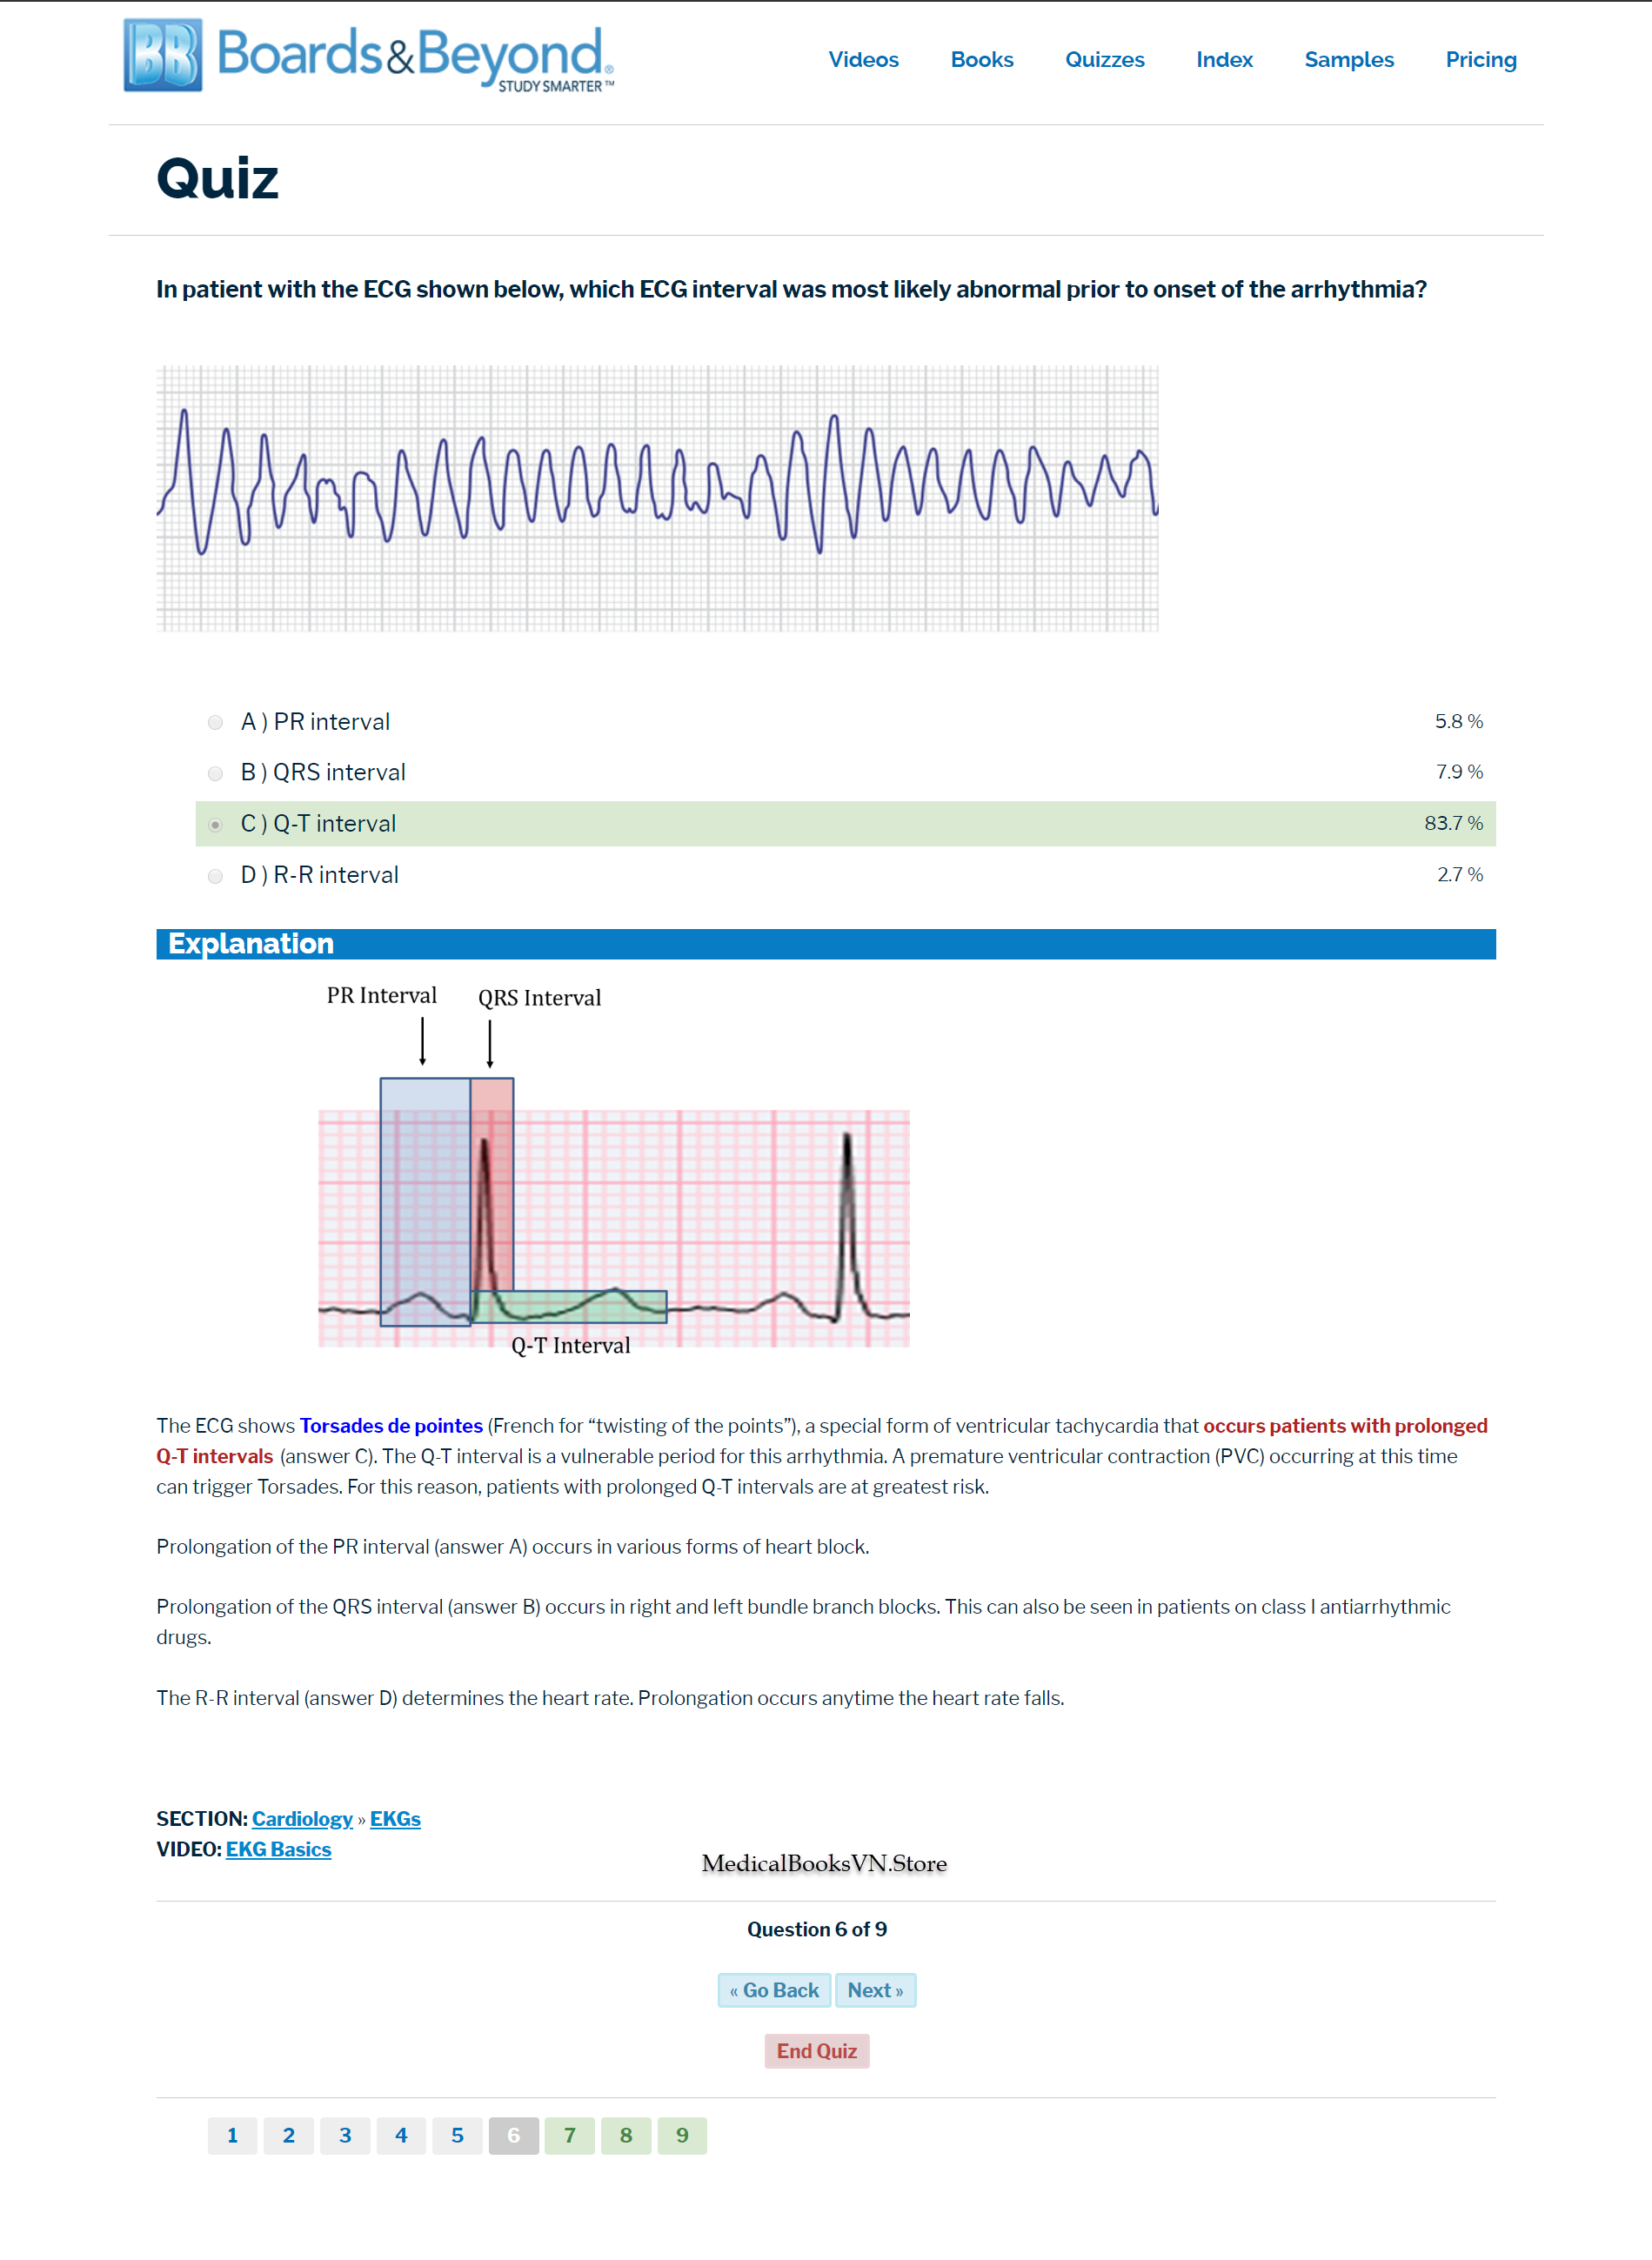 BB Boards&Beyond®
STUDY SMARTER™
Videos Books Quizzes Index Samples Pricing
Quiz
In patient with the ECG shown below, which ECG interval was most likely abnormal prior to onset of the arrhythmia?
A ) PR interval 5.8 %
B ) QRS interval 7.9 %
C ) Q-T interval 83.7 %
D ) R-R interval 2.7 %
Explanation
PR Interval QRS Interval
Q-T Interval
The ECG shows Torsades de pointes (French for “twisting of the points”), a special form of ventricular tachycardia that occurs patients with prolonged
Q-T intervals (answer C). The Q-T interval is a vulnerable period for this arrhythmia. A premature ventricular contraction (PVC) occurring at this time
can trigger Torsades. For this reason, patients with prolonged Q-T intervals are at greatest risk.
Prolongation of the PR interval (answer A) occurs in various forms of heart block.
Prolongation of the QRS interval (answer B) occurs in right and left bundle branch blocks. This can also be seen in patients on class I antiarrhythmic
drugs.
The R-R interval (answer D) determines the heart rate. Prolongation occurs anytime the heart rate falls.
SECTION: Cardiology » EKGs
VIDEO: EKG Basics
MedicalBooksVN.Store
Question 6 of 9
« Go Back Next »
End Quiz
1 2 3 4 5 6 7 8 9